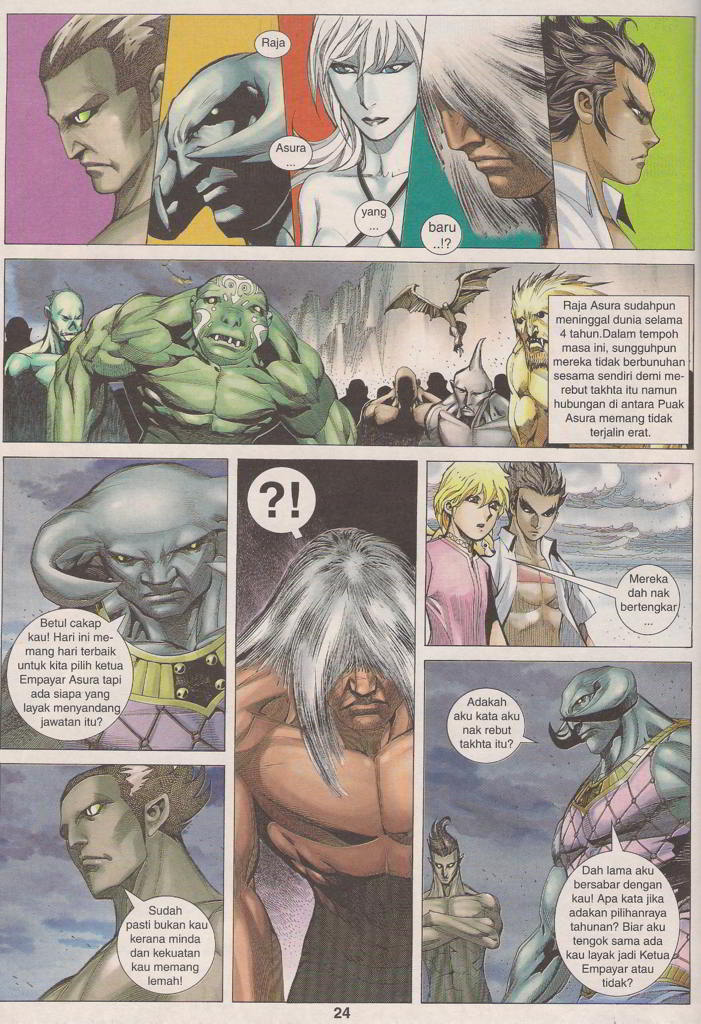 Raja
Asura
...
yang
...
baru
..!?
Raja Asura sudahpun
meninggal dunia selama
4 tahun.Dalam tempoh
masa ini, sungguhpun
mereka tidak berbunuhan
sesama sendiri demi me-
rebut takhta itu namun
hubungan di antara Puak
Asura memang tidak
terjalin erat.
Betul cakap
kau! Hari ini me-
mang hari terbaik
untuk kita pilih ketua
Empayar Asura tapi
ada siapa yang
layak menyandang
jawatan itu?
?!
Mereka
dah nak
bertengkar
...
Sudah
pasti bukan kau
kerana minda
dan kekuatan
kau memang
lemah!
Adakah
aku kata aku
nak rebut
takhta itu?
Dah lama aku
bersabar dengan
kau! Apa kata jika
adakan pilihanraya
tahunan? Biar aku
tengok sama ada
kau layak jadi Ketua
Empayar atau
tidak?
24